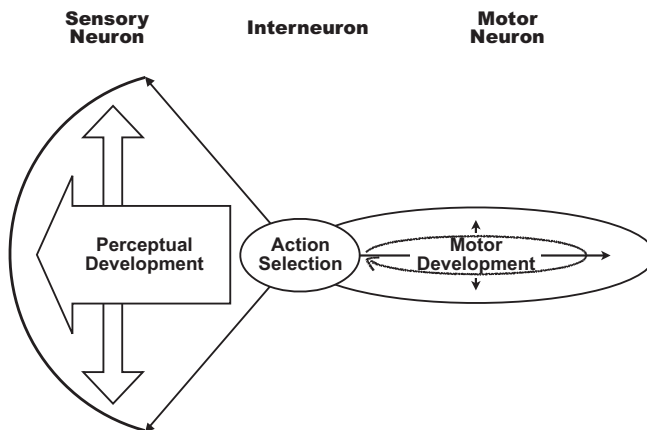 Sensory
Neuron
Interneuron
Motor
Neuron
Perceptual
Development
Action
Selection
Motor
Development